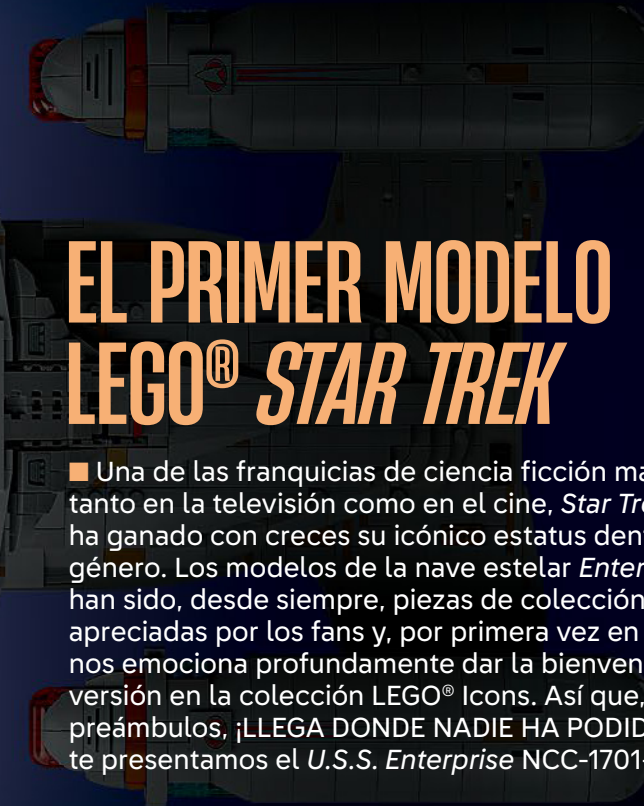 EL PRIMER MODELO
LEGO® STAR TREK
■ Una de las franquicias de ciencia ficción
tanto en la televisión como en el cine, Star
ha ganado con creces su icónico estatus
género. Los modelos de la nave estelar
han sido, desde siempre, piezas de colección
apreciadas por los fans y, por primera vez en
nos emociona profundamente dar la
versión en la colección LEGO® Icons. Así que,
preámbulos, ¡LLEGA DONDE NADIE HA
te presentamos el U.S.S. Enterprise NCC-1701-